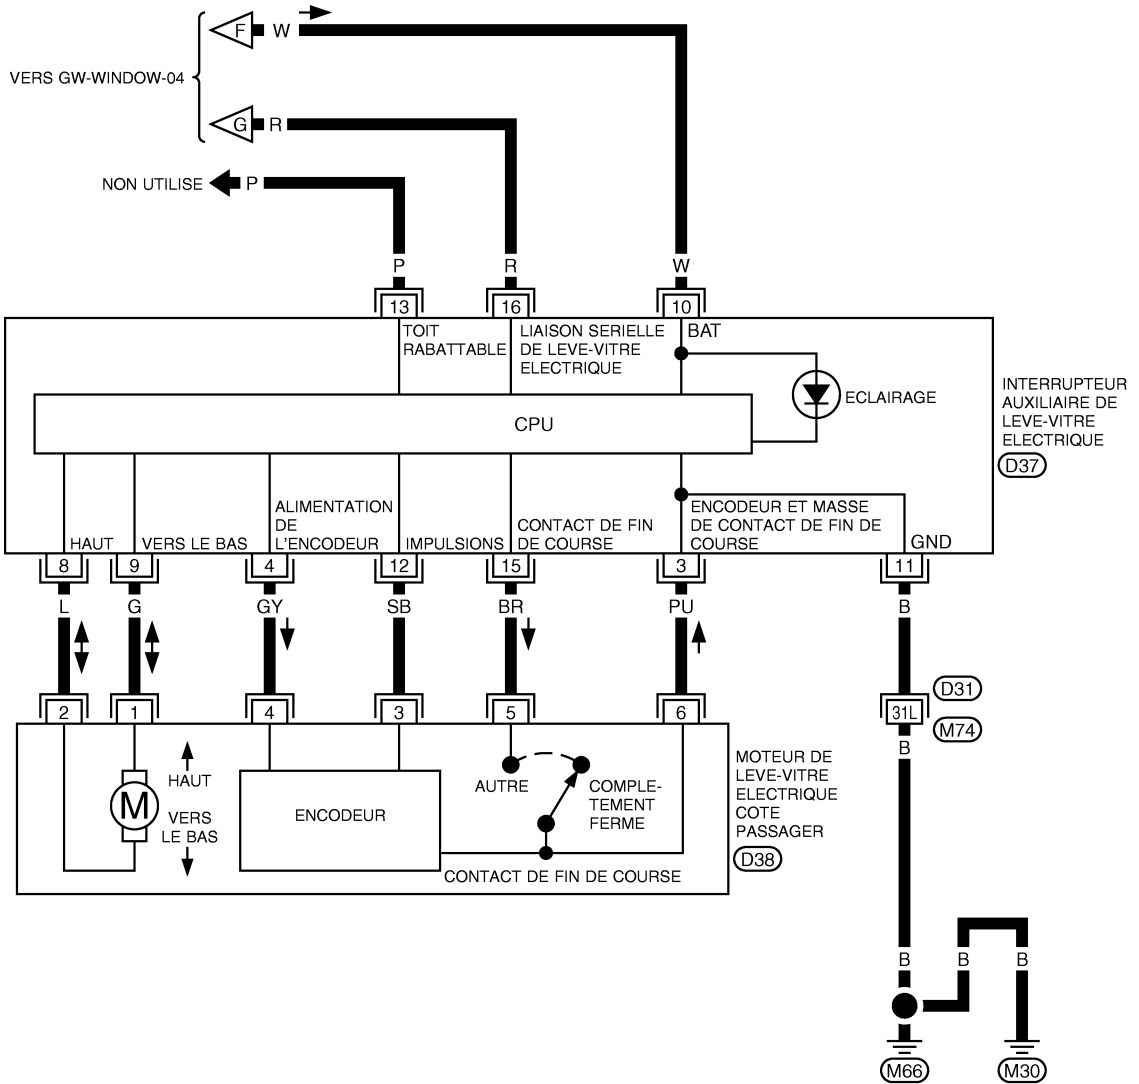 F W
VERS GW-WINDOW-04
G R
NON UTILISE P
P R W
13 16 10
TOIT
RABATTABLE
LIAISON SERIELLE
DE LEVE-VITRE
ELECTRIQUE
BAT
ECLAIRAGE
CPU
INTERRUPTEUR
AUXILIAIRE DE
LEVE-VITRE
ELECTRIQUE
D37
HAUT
VERS LE BAS
ALIMENTATION
DE
L'ENCODEUR
IMPULSIONS
CONTACT DE FIN
DE COURSE
ENCODEUR ET MASSE
DE CONTACT DE FIN DE
COURSE
GND
8 9 4 12 15 3 11
L G GY SB BR PU B
D31
2 1 4 3 5 6 31L
M74
B
M
HAUT
VERS
LE BAS
ENCODEUR
AUTRE
COMPLE-
TEMENT
FERME
CONTACT DE FIN DE COURSE
MOTEUR DE
LEVE-VITRE
ELECTRIQUE
COTE
PASSAGER
D38
B B B
M66 M30